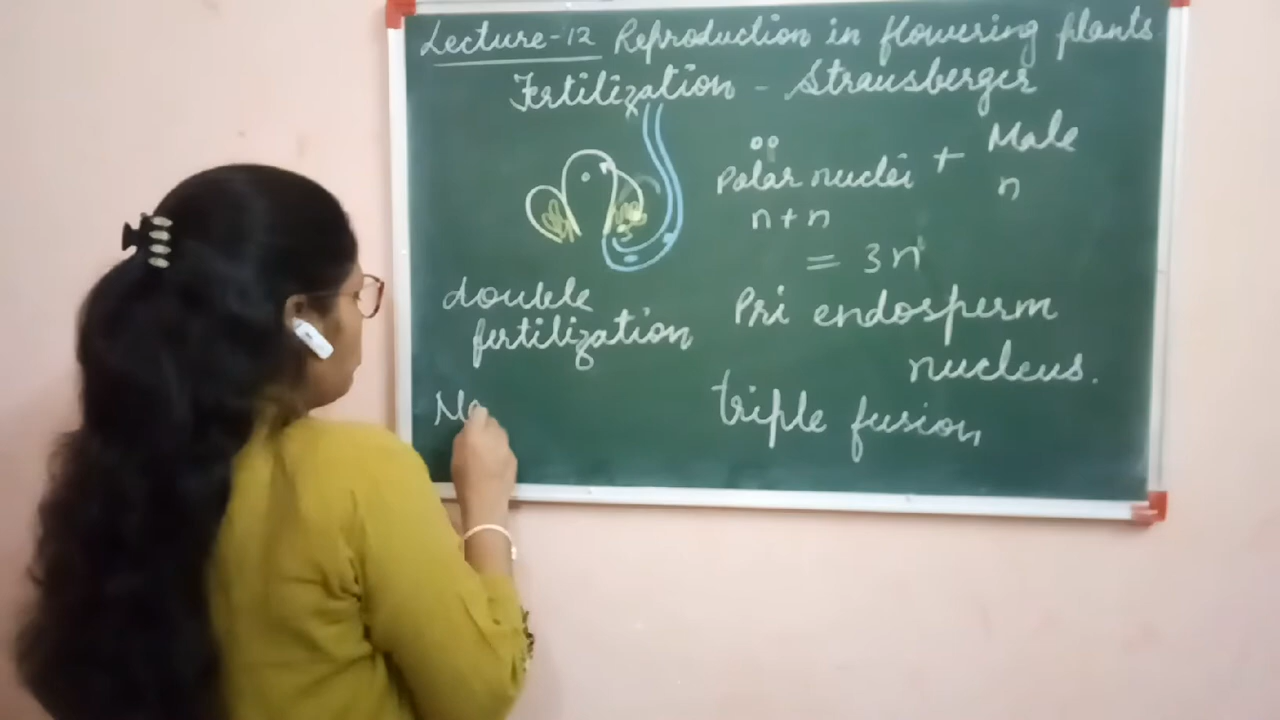 Lecture-12 Reproduction in flowering plants
Fertilization - Strausberger
Polar nuclei + Male
n + n
n
= 3n
double
fertilization
Pri endosperm
nucleus.
triple fusion